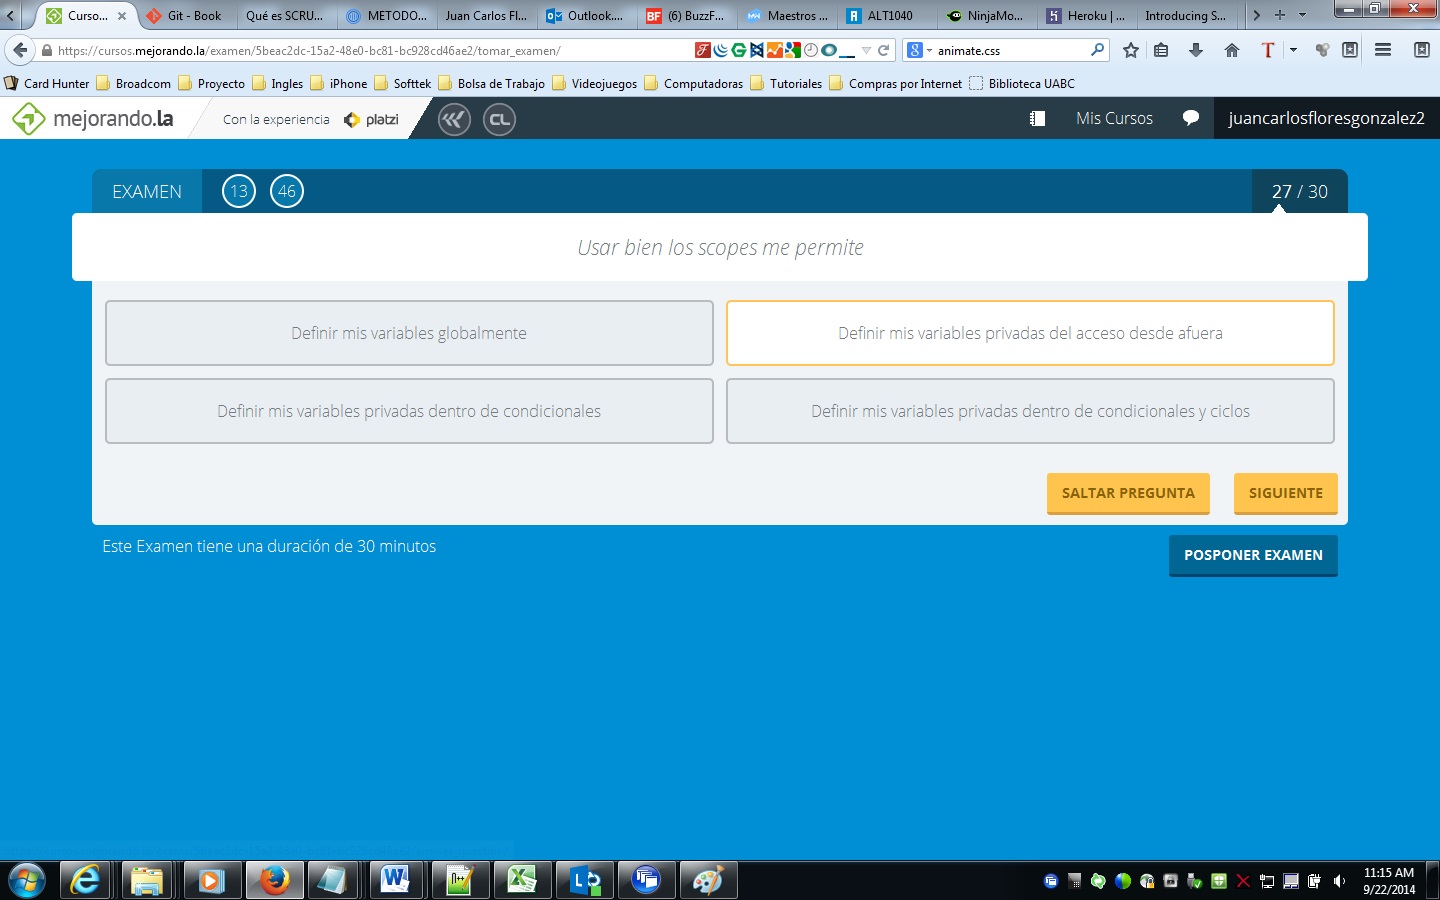 Curso...
Git - Book
Qué es SCRU...
METODO...
Juan Carlos Fl...
Outlook....
(6) BuzzF...
Maestros ...
ALT1040
NinjaMo...
Heroku | ...
Introducing S...
https://cursos.mejorando.la/examen/5beac2dc-15a2-48e0-bc81-bc928cd46ae2/tomar_examen/
animate.css
Card Hunter
Broadcom
Proyecto
Ingles
iPhone
Softtek
Bolsa de Trabajo
Videojuegos
Computadoras
Tutoriales
Compras por Internet
Biblioteca UABC
mejorando.la
Con la experiencia
platzi
CL
Mis Cursos
juancarlosfloresgonzalez2
EXAMEN
13
46
27 / 30
Usar bien los scopes me permite
Definir mis variables globalmente
Definir mis variables privadas del acceso desde afuera
Definir mis variables privadas dentro de condicionales
Definir mis variables privadas dentro de condicionales y ciclos
SALTAR PREGUNTA
SIGUIENTE
Este Examen tiene una duración de 30 minutos
POSPONER EXAMEN
11:15 AM
9/22/2014